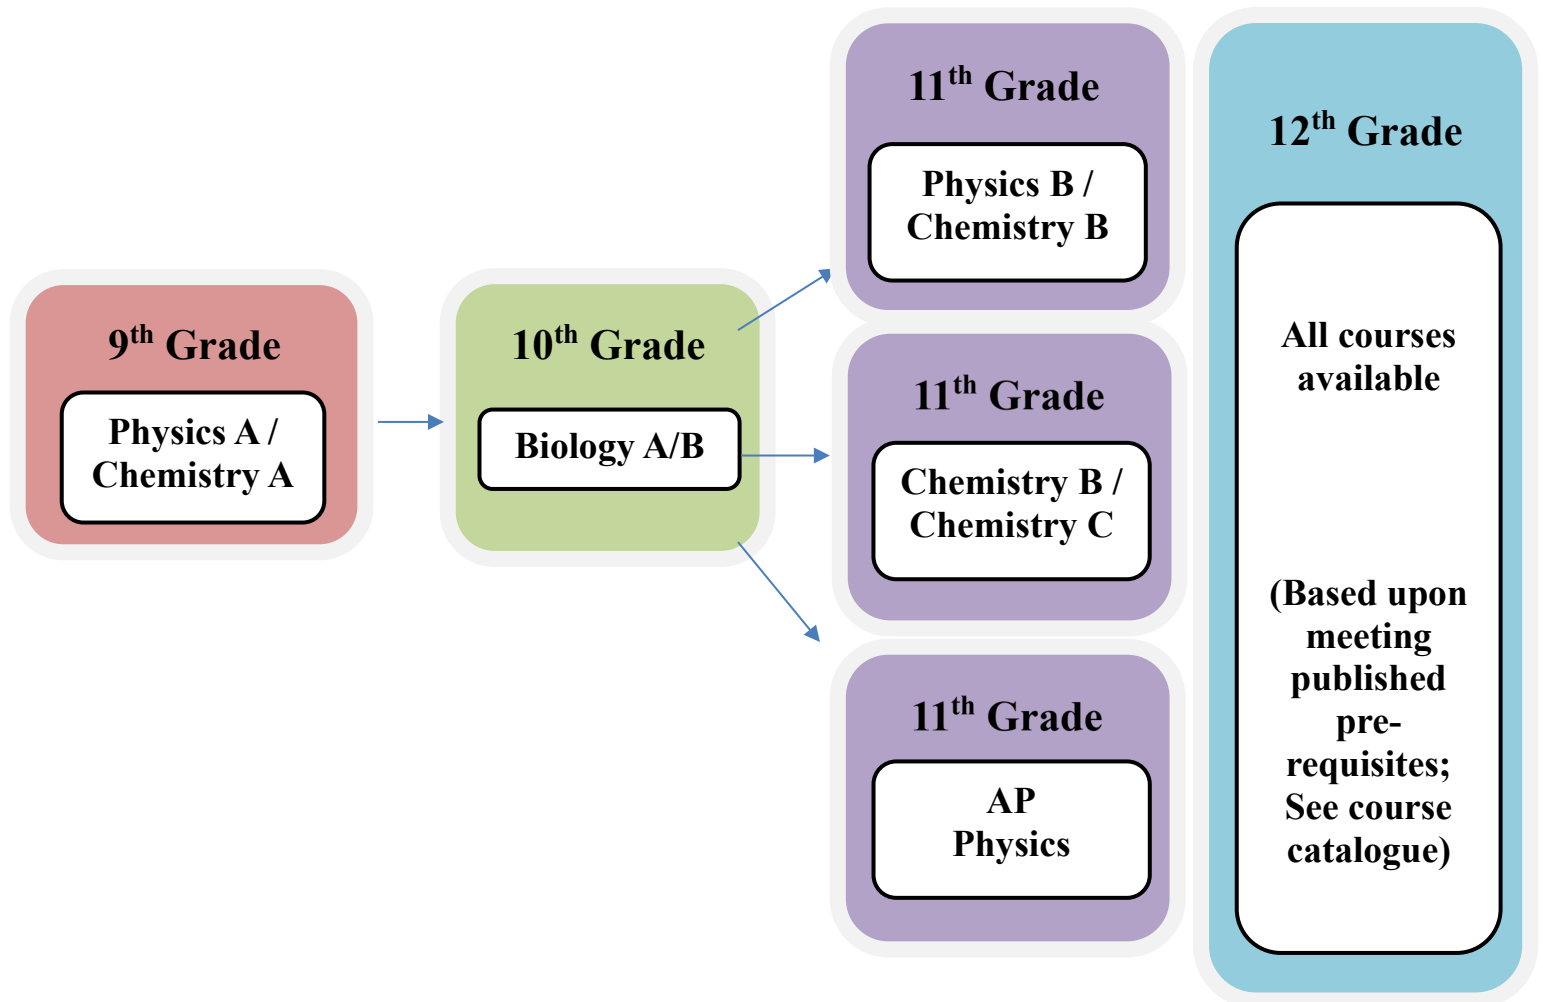 9th Grade
Physics A /
Chemistry A
10th Grade
Biology A/B
11th Grade
Physics B /
Chemistry B
11th Grade
Chemistry B /
Chemistry C
11th Grade
AP
Physics
12th Grade
All courses
available
(Based upon
meeting
published
pre-
requisites;
See course
catalogue)